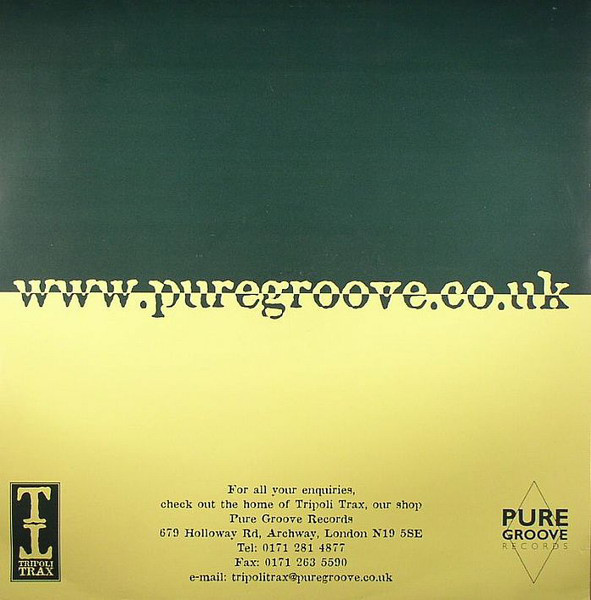 www.puregroove.co.uk
For all your enquiries,
check out the home of Tripoli Trax, our shop
Pure Groove Records
679 Holloway Rd, Archway, London N19 5SE
Tel: 0171 281 4877
Fax: 0171 263 5590
e-mail: tripolitrax@puregroove.co.uk
TT
TRIPOLI
TRAX
PURE
GROOVE
RECORDS